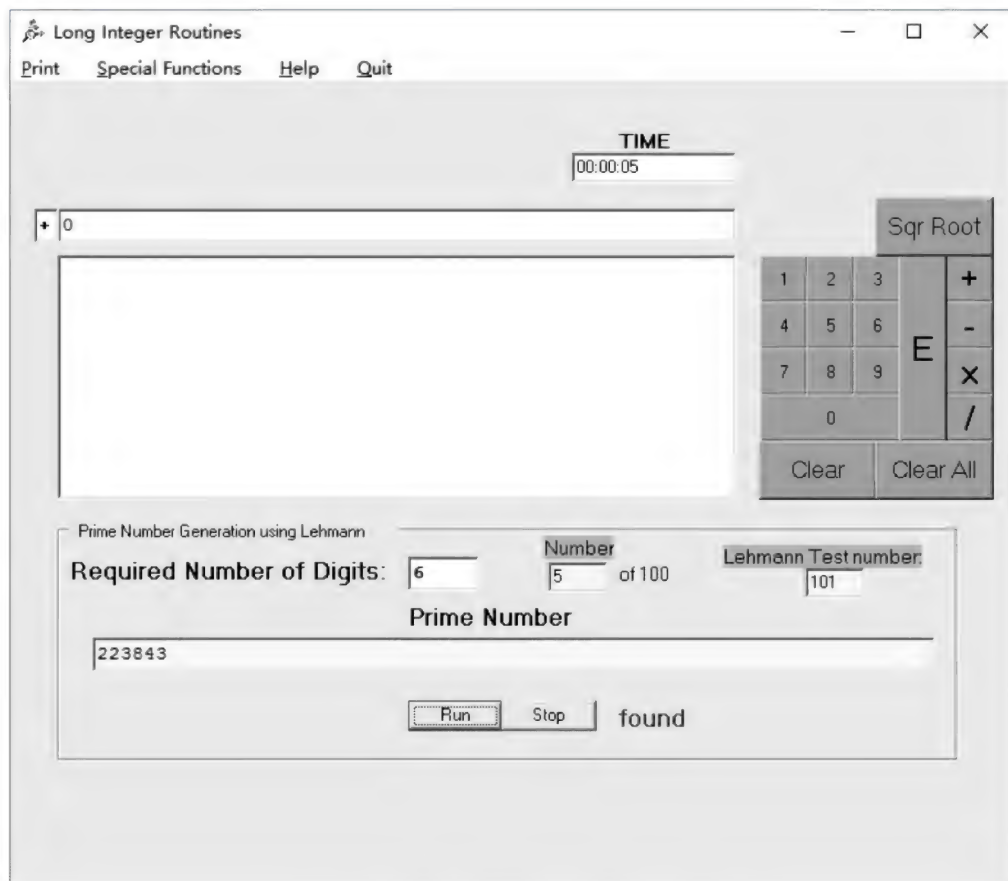 Long Integer Routines
Print Special Functions Help Quit
TIME
00:00:05
+ 0
Sqr Root
1 2 3 +
4 5 6 -
E
7 8 9 X
0 /
Clear Clear All
Prime Number Generation using Lehmann
Required Number of Digits: 6
Number
5 of 100
Lehmann Test number:
101
Prime Number
223843
Run Stop found